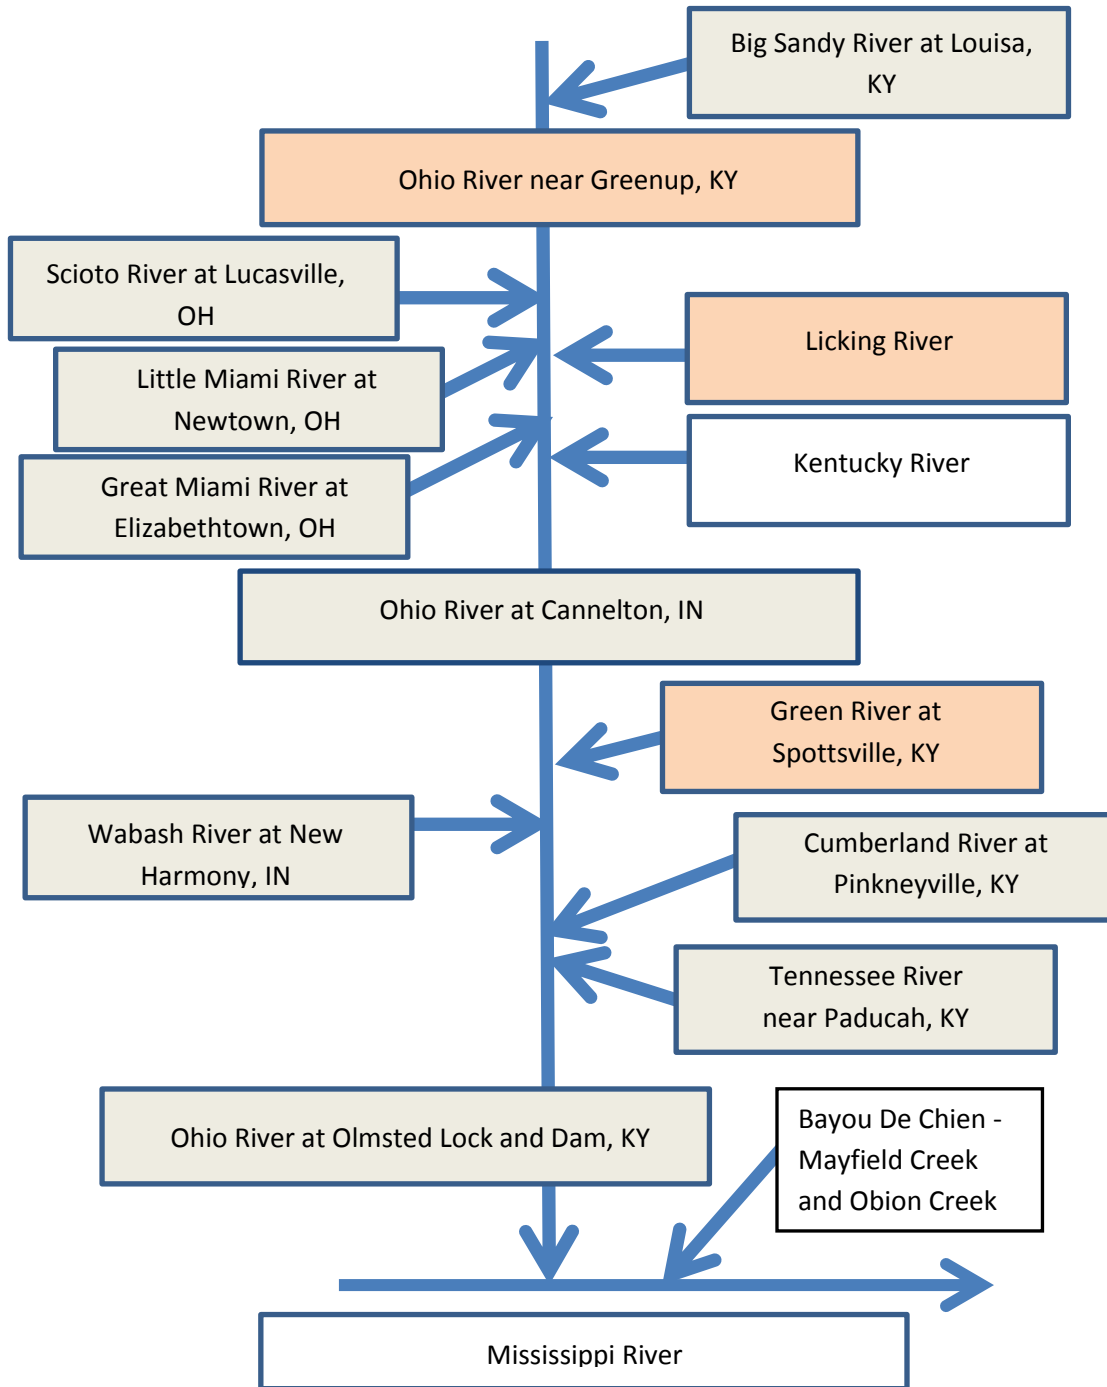 Big Sandy River at Louisa,
KY
Ohio River near Greenup, KY
Scioto River at Lucasville,
OH
Licking River
Little Miami River at
Newtown, OH
Kentucky River
Great Miami River at
Elizabethtown, OH
Ohio River at Cannelton, IN
Green River at
Spottsville, KY
Wabash River at New
Harmony, IN
Cumberland River at
Pinkneyville, KY
Tennessee River
near Paducah, KY
Ohio River at Olmsted Lock and Dam, KY
Bayou De Chien -
Mayfield Creek
and Obion Creek
Mississippi River